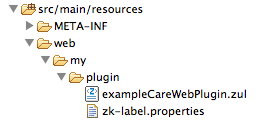 src/main/resources
META-INF
web
my
plugin
exampleCareWebPlugin.zul
zk-label.properties